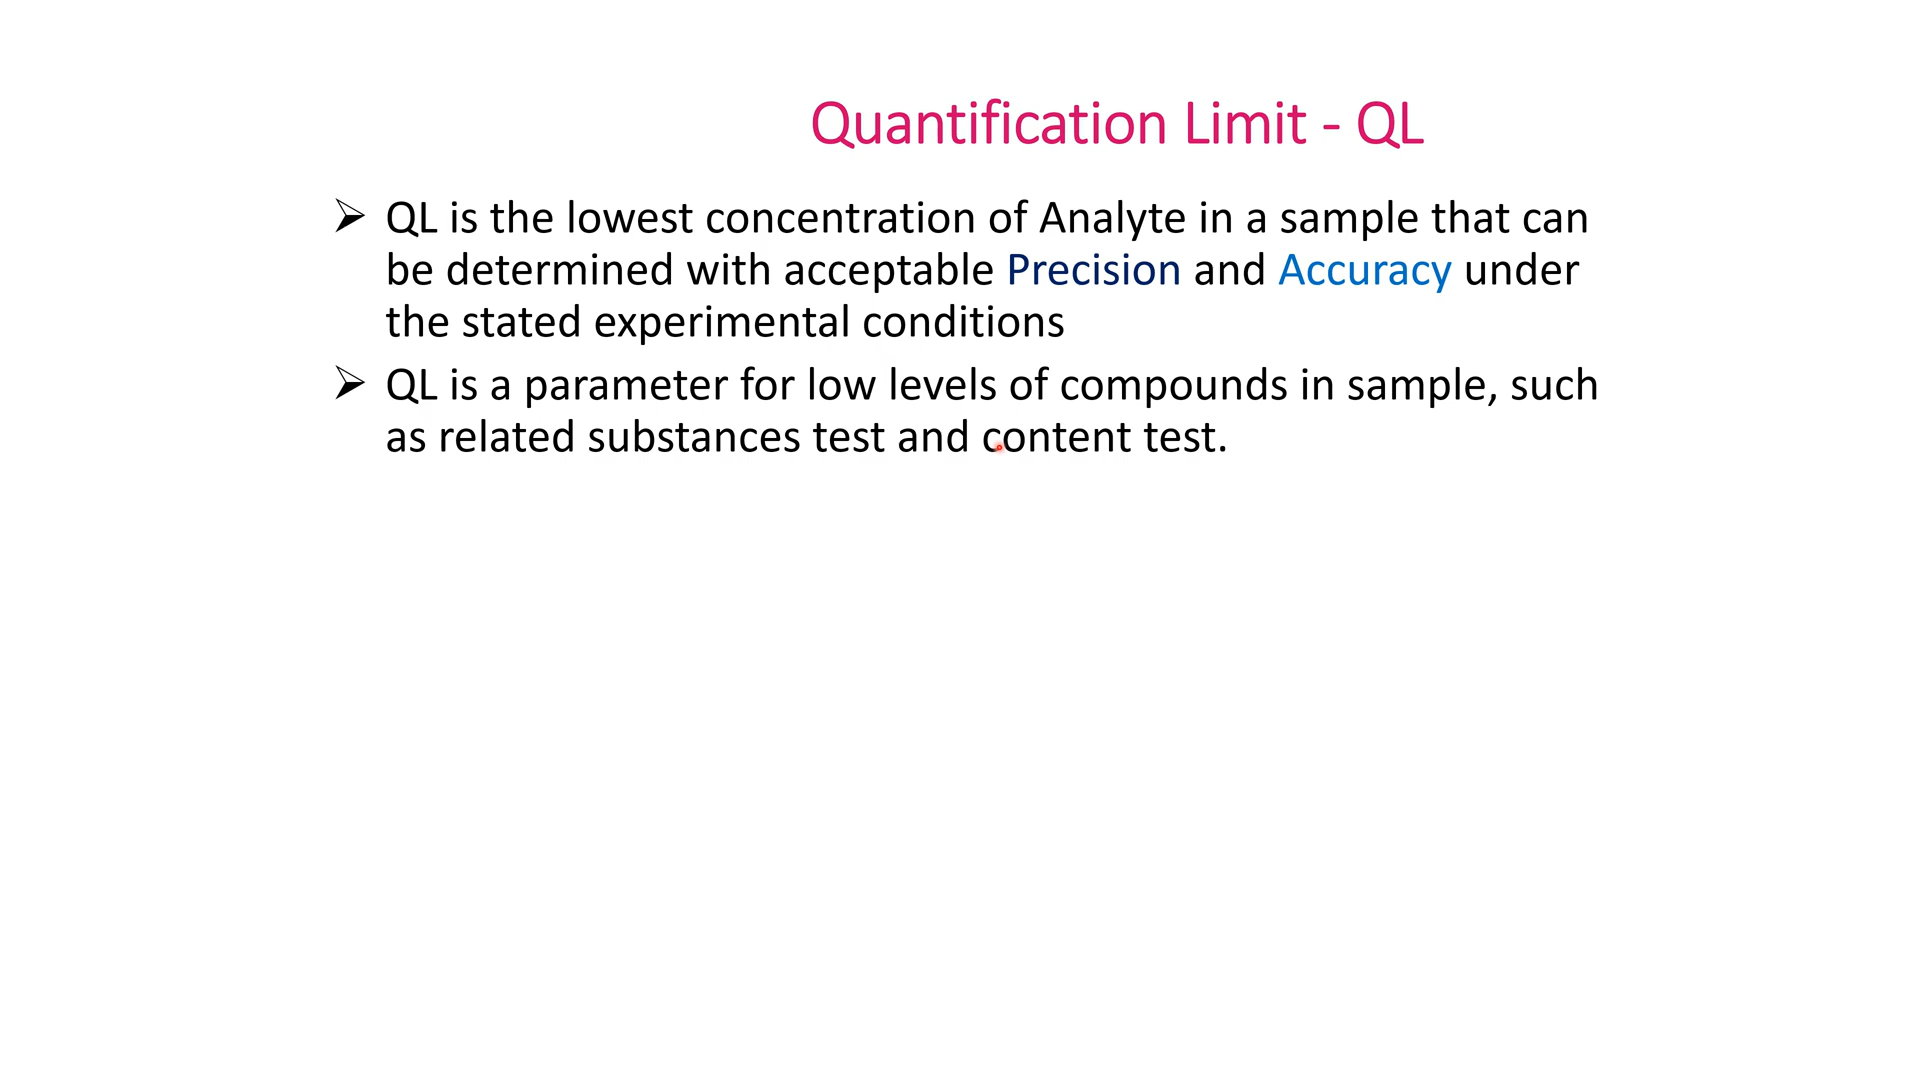 Quantification Limit - QL
QL is the lowest concentration of Analyte in a sample that can
be determined with acceptable Precision and Accuracy under
the stated experimental conditions
QL is a parameter for low levels of compounds in sample, such
as related substances test and content test.